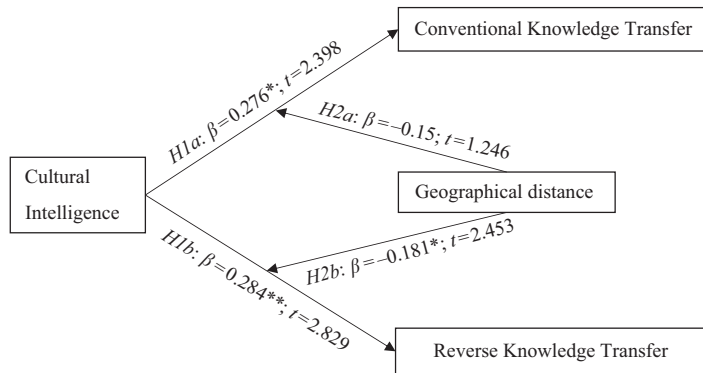 Conventional Knowledge Transfer
H1a: β=0.276*; t=2.398
H2a: β=–0.15; t=1.246
Cultural
Intelligence
Geographical distance
H2b: β=–0.181*; t=2.453
H1b: β=0.284**; t=2.829
Reverse Knowledge Transfer